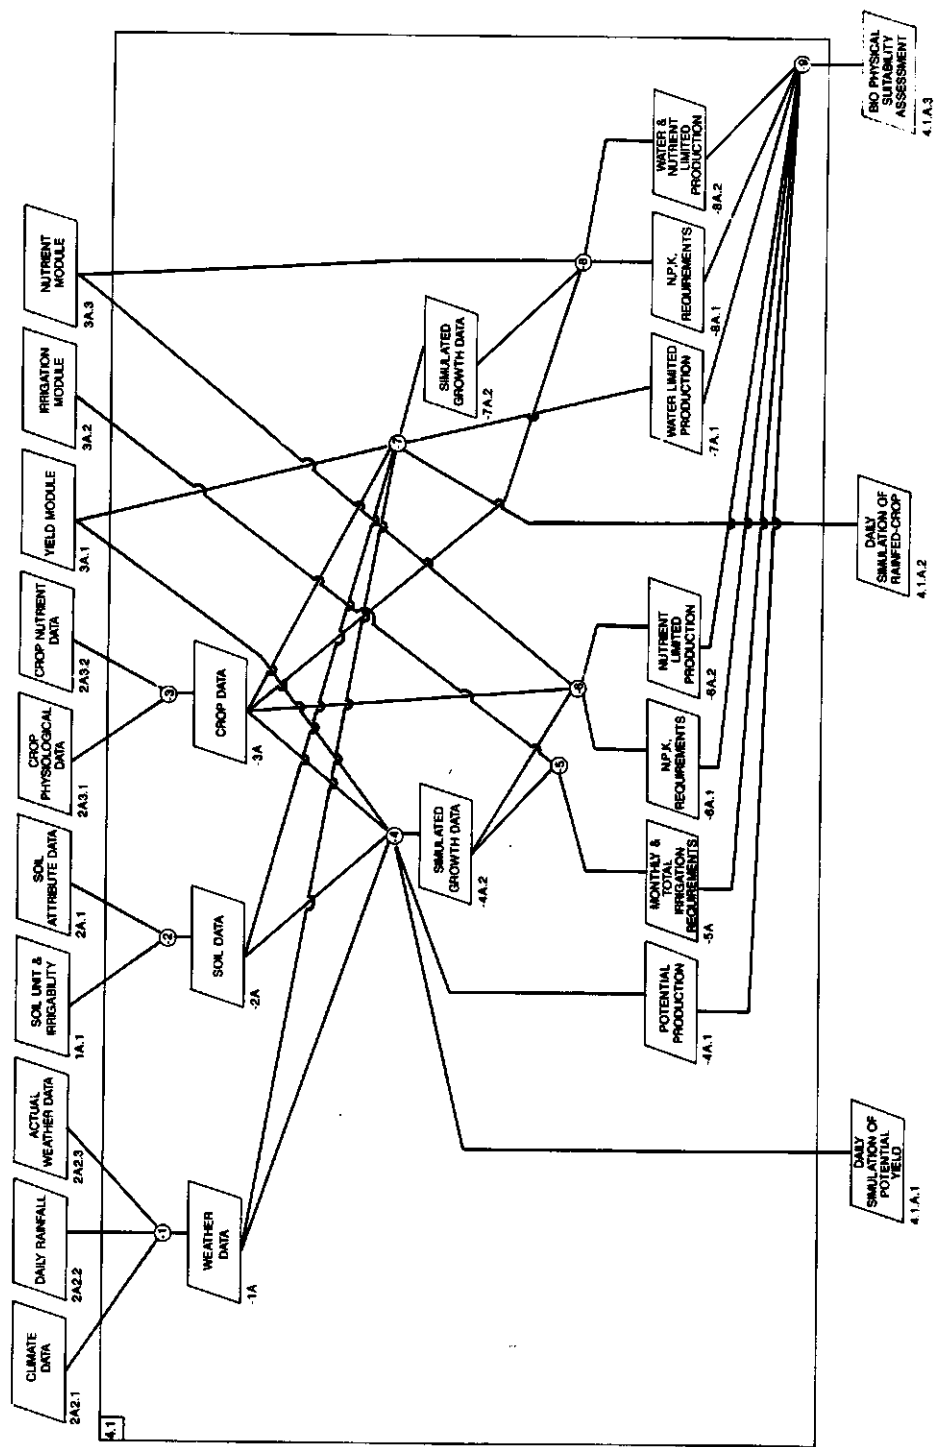 CLIMATE
DATA
2A2.1
DAILY RAINFALL
2A2.2
ACTUAL
WEATHER DATA
2A2.3
SOIL UNIT &
IRRIGABILITY
1A.1
SOIL
ATTRIBUTE DATA
2A.1
CROP
PHYSIOLOGICAL
DATA
2A3.1
CROP NUTRIENT
DATA
2A3.2
YIELD MODULE
3A.1
IRRIGATION
MODULE
3A.2
NUTRIENT
MODULE
3A.3
4.1
-1
-2
-3
WEATHER
DATA
-1A
SOIL DATA
-2A
CROP DATA
-3A
-4
-7
SIMULATED
GROWTH DATA
-4A.2
SIMULATED
GROWTH DATA
-7A.2
-5
-6
-8
POTENTIAL
PRODUCTION
-4A.1
MONTHLY &
TOTAL
IRRIGATION
REQUIREMENTS
-5A
N.P.K.
REQUIREMENTS
-6A.1
NUTRIENT
LIMITED
PRODUCTION
-6A.2
WATER LIMITED
PRODUCTION
-7A.1
N.P.K.
REQUIREMENTS
-8A.1
WATER &
NUTRIENT
LIMITED
PRODUCTION
-8A.2
-9
DAILY
SIMULATION OF
POTENTIAL
YIELD
4.1.A.1
DAILY
SIMULATION OF
RAINFED-CROP
4.1.A.2
BIO PHYSICAL
SUITABILITY
ASSESSMENT
4.1.A.3